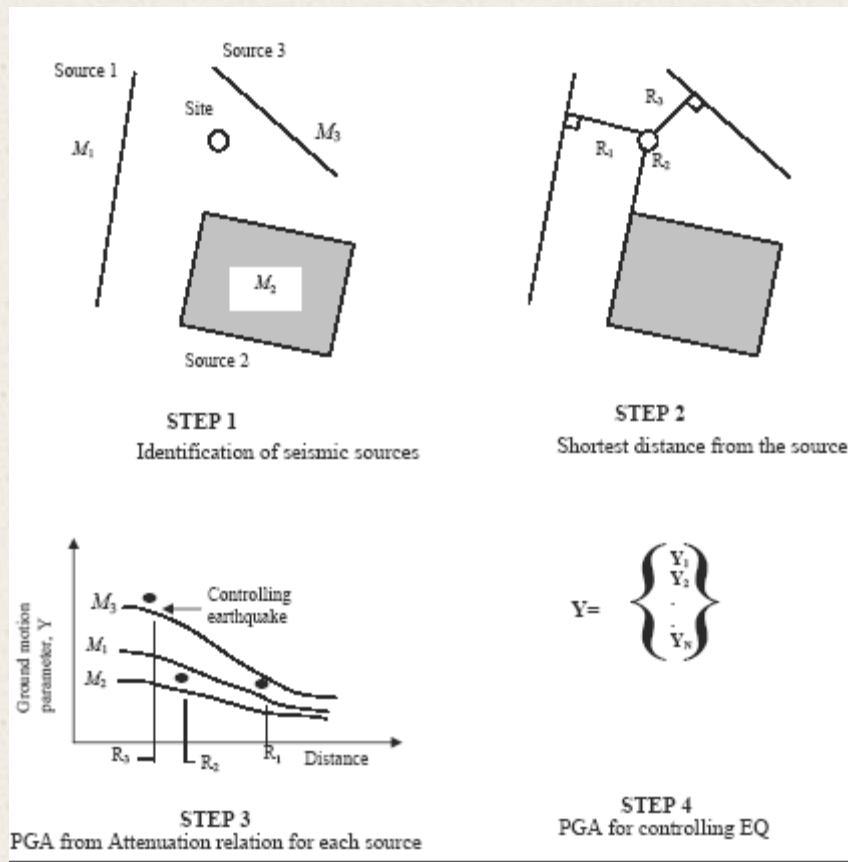 Source 1
Source 3
Site
M₁
M₃
M₂
Source 2
STEP 1
Identification of seismic sources
R₃
R₁
R₂
STEP 2
Shortest distance from the source
Ground motion
parameter, Y
M₃
M₁
M₂
Controlling
earthquake
R₃
R₂
R₁
Distance
STEP 3
PGA from Attenuation relation for each source
Y=
Y₁
Y₂
.
.
Y_N
STEP 4
PGA for controlling EQ